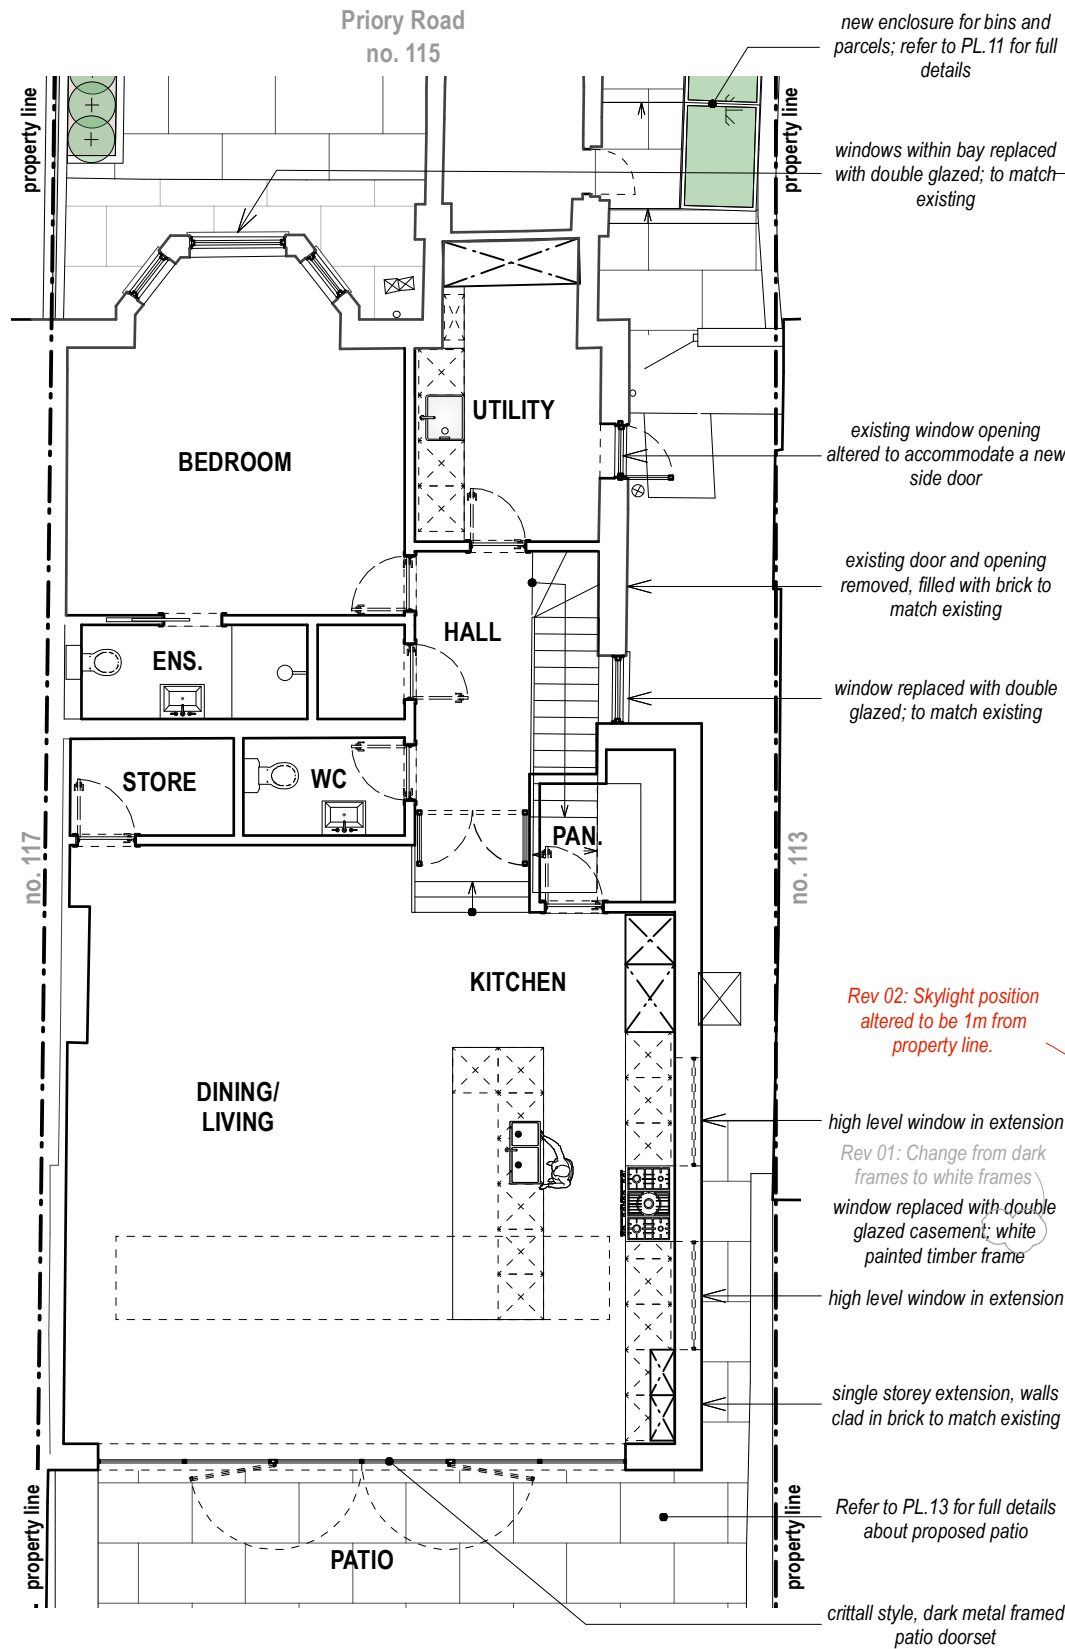 Priory Road
no. 115
new enclosure for bins and
parcels; refer to PL.11 for full
details
property line
property line
windows within bay replaced
with double glazed; to match
existing
UTILITY
BEDROOM
existing window opening
altered to accommodate a new
side door
existing door and opening
removed, filled with brick to
match existing
HALL
ENS.
window replaced with double
glazed; to match existing
STORE
WC
PAN.
no. 117
no. 113
KITCHEN
Rev 02: Skylight position
altered to be 1m from
property line.
DINING/
LIVING
high level window in extension
Rev 01: Change from dark
frames to white frames
window replaced with double
glazed casement; white
painted timber frame
high level window in extension
single storey extension, walls
clad in brick to match existing
property line
property line
Refer to PL.13 for full details
about proposed patio
PATIO
crittall style, dark metal framed
patio doorset